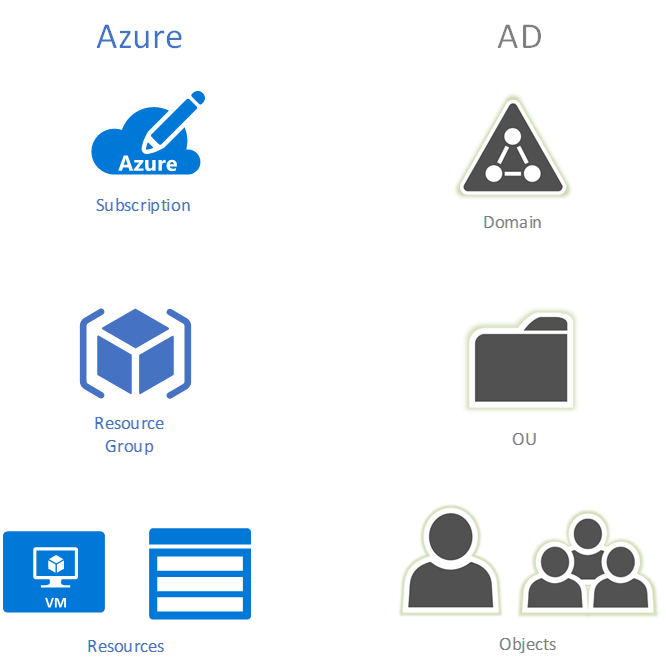 Azure
AD
Azure
Subscription
Domain
Resource
Group
OU
VM
Resources
Objects